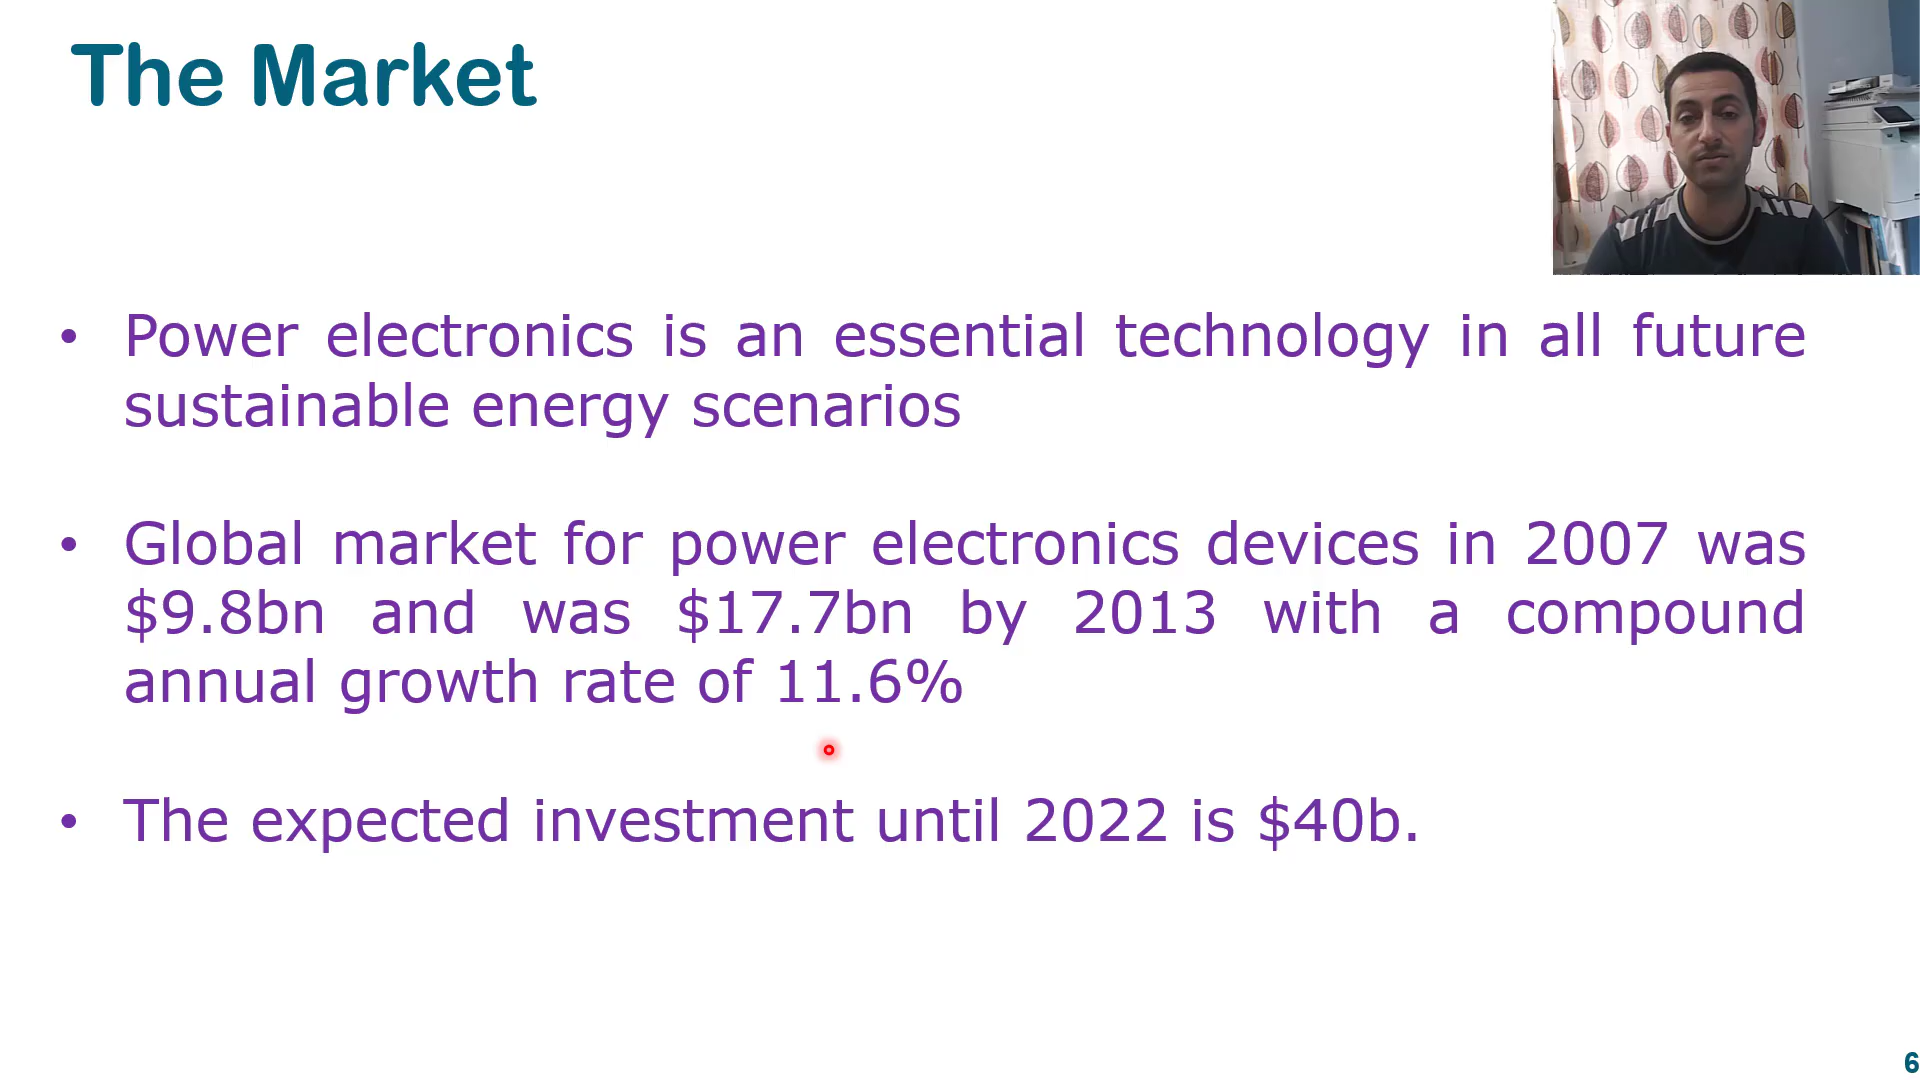 The Market
• Power electronics is an essential technology in all future
sustainable energy scenarios
• Global market for power electronics devices in 2007 was
$9.8bn and was $17.7bn by 2013 with a compound
annual growth rate of 11.6%
• The expected investment until 2022 is $40b.
6